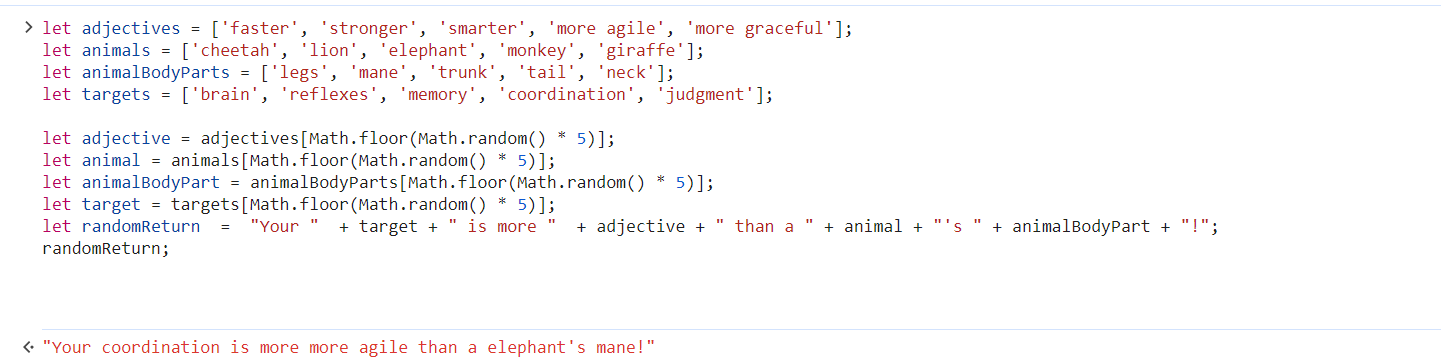 > let adjectives = ['faster', 'stronger', 'smarter', 'more agile', 'more graceful'];
let animals = ['cheetah', 'lion', 'elephant', 'monkey', 'giraffe'];
let animalBodyParts = ['legs', 'mane', 'trunk', 'tail', 'neck'];
let targets = ['brain', 'reflexes', 'memory', 'coordination', 'judgment'];
let adjective = adjectives[Math.floor(Math.random() * 5)];
let animal = animals[Math.floor(Math.random() * 5)];
let animalBodyPart = animalBodyParts[Math.floor(Math.random() * 5)];
let target = targets[Math.floor(Math.random() * 5)];
let randomReturn  =  "Your "  + target + " is more "  + adjective + " than a " + animal + "'s " + animalBodyPart + "!";
randomReturn;
"Your coordination is more more agile than a elephant's mane!"